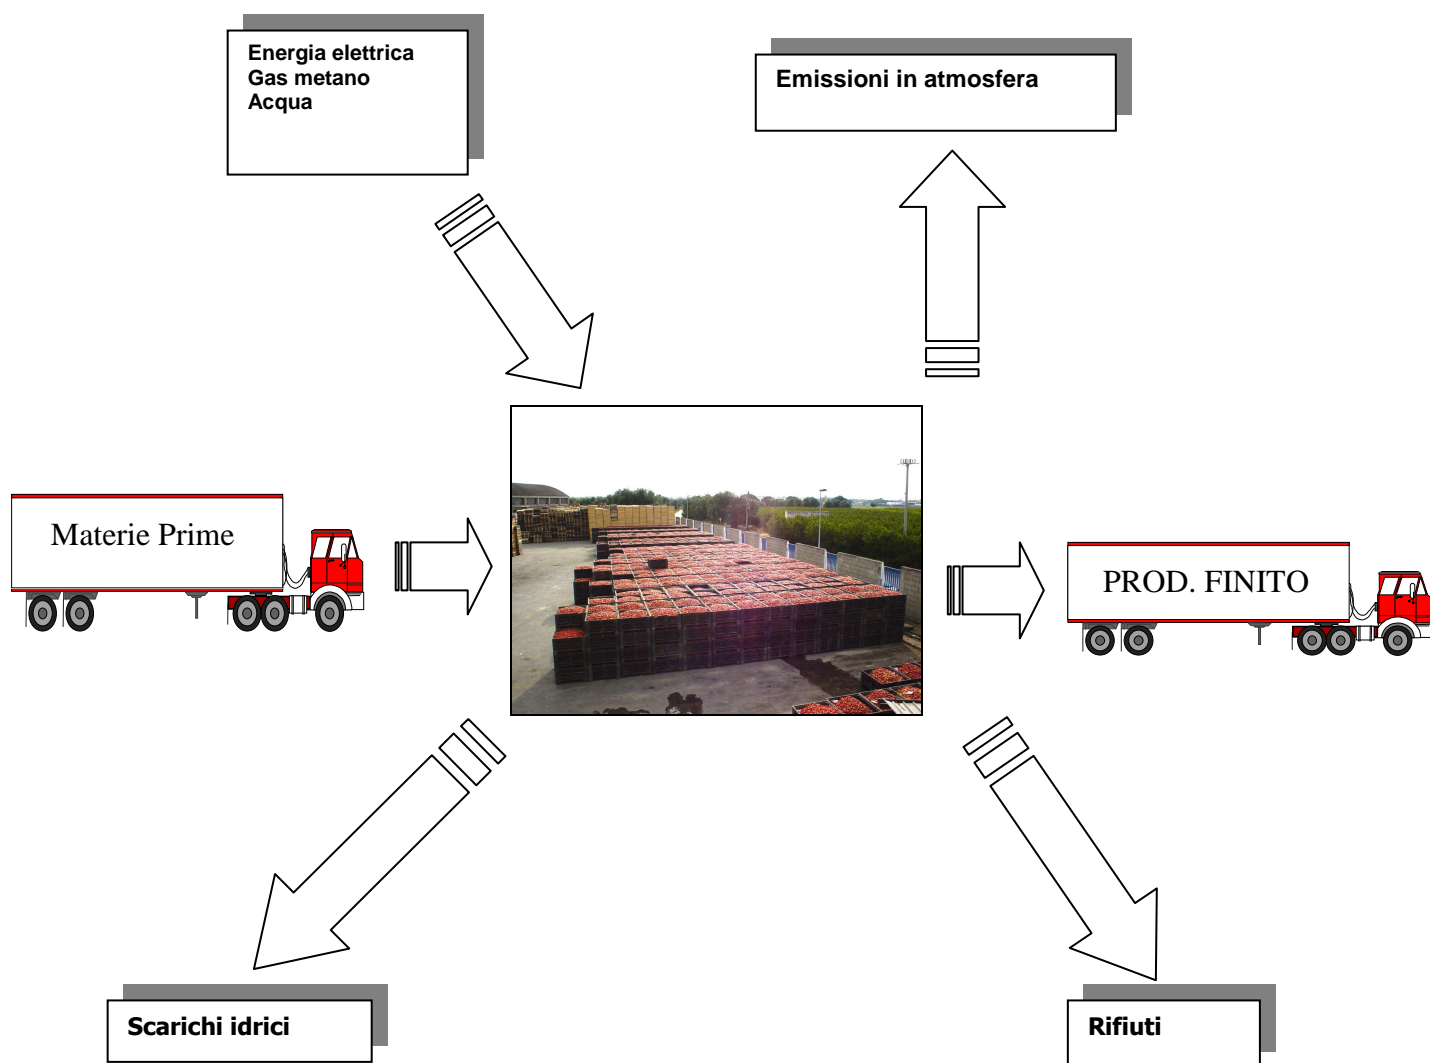 Energia elettrica
Gas metano
Acqua
Emissioni in atmosfera
Materie Prime
PROD. FINITO
Scarichi idrici
Rifiuti